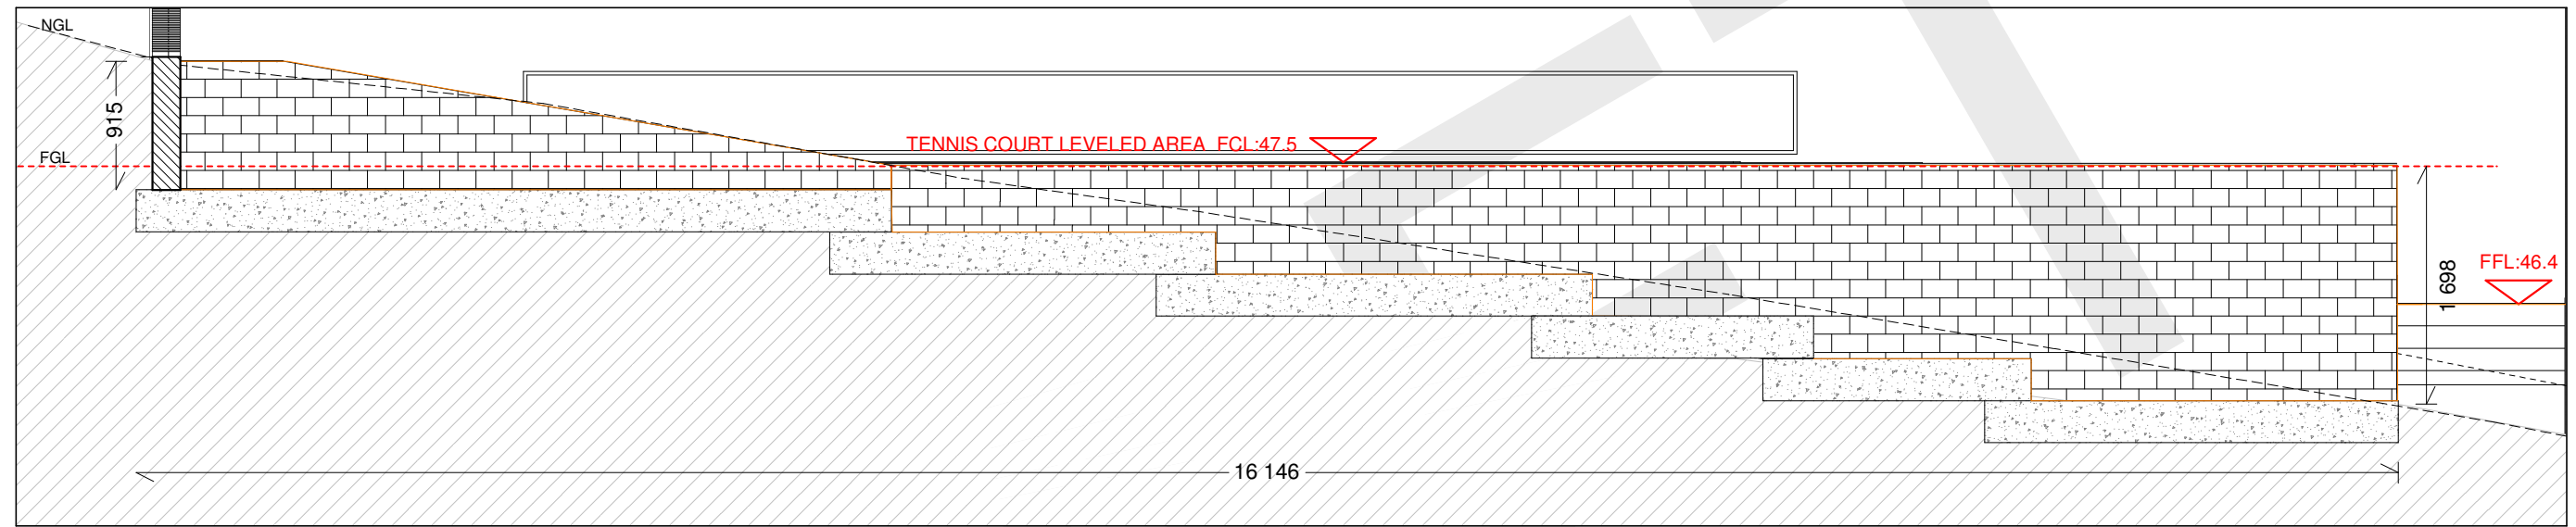 NGL
915
FGL
TENNIS COURT LEVELED AREA FCL:47.5
1 698
FFL:46.4
16 146